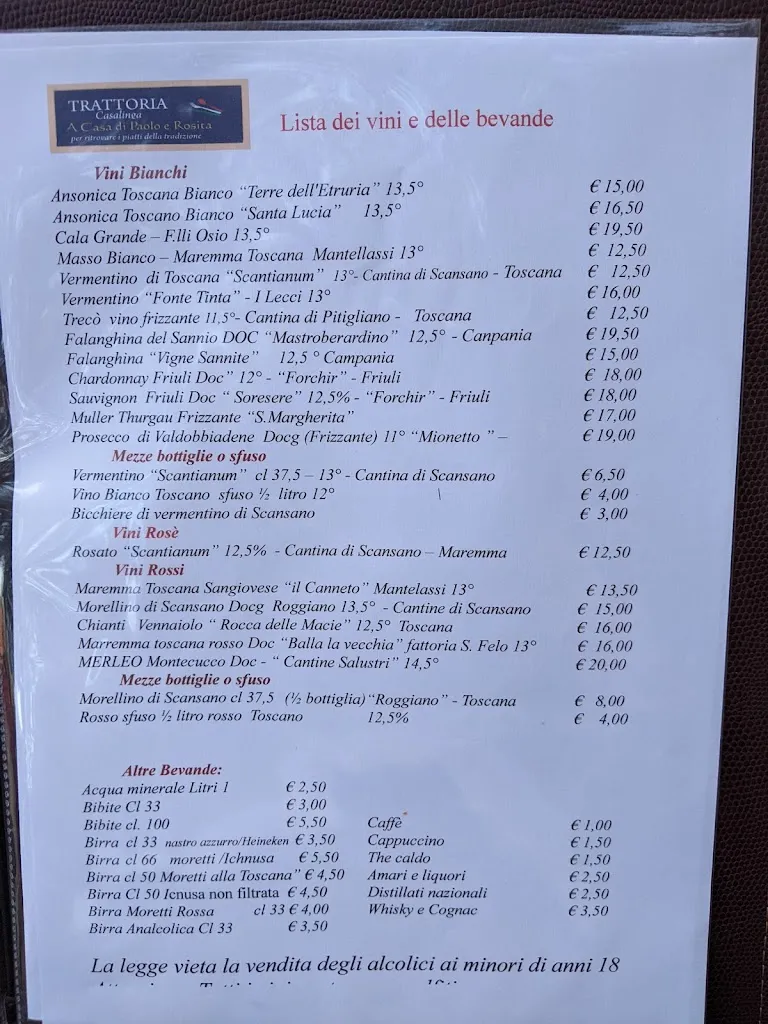 TRATTORIA
Casalinga
A Casa di Paolo e Rosita
per ritrovare i piatti della tradizione
Lista dei vini e delle bevande
Vini Bianchi
Ansonica Toscana Bianco “Terre dell'Etruria” 13,5° € 15,00
Ansonica Toscano Bianco “Santa Lucia” 13,5° € 16,50
Cala Grande – F.lli Osio 13,5° € 19,50
Masso Bianco – Maremma Toscana Mantellassi 13° € 12,50
Vermentino di Toscana “Scantianum” 13°- Cantina di Scansano - Toscana € 12,50
Vermentino “Fonte Tinta” - I Lecci 13° € 16,00
Trecò vino frizzante 11,5°- Cantina di Pitigliano - Toscana € 12,50
Falanghina del Sannio DOC “Mastroberardino” 12,5° - Canpania € 19,50
Falanghina “Vigne Sannite” 12,5 ° Campania € 15,00
Chardonnay Friuli Doc” 12° - “Forchir” - Friuli € 18,00
Sauvignon Friuli Doc “ Soresere” 12,5% - “Forchir” - Friuli € 18,00
Muller Thurgau Frizzante “S.Margherita” € 17,00
Prosecco di Valdobbiadene Docg (Frizzante) 11° “Mionetto ” – € 19,00
Mezze bottiglie o sfuso
Vermentino “Scantianum” cl 37,5 – 13° - Cantina di Scansano € 6,50
Vino Bianco Toscano sfuso ½ litro 12° \ € 4,00
Bicchiere di vermentino di Scansano € 3,00
Vini Rosè
Rosato “Scantianum” 12,5% - Cantina di Scansano – Maremma € 12,50
Vini Rossi
Maremma Toscana Sangiovese “il Canneto” Mantelassi 13° € 13,50
Morellino di Scansano Docg Roggiano 13,5° - Cantine di Scansano € 15,00
Chianti Vennaiolo “ Rocca delle Macie” 12,5° Toscana € 16,00
Marremma toscana rosso Doc “Balla la vecchia” fattoria S. Felo 13° € 16,00
MERLEO Montecucco Doc - “ Cantine Salustri” 14,5° € 20,00
Mezze bottiglie o sfuso
Morellino di Scansano cl 37,5 (½ bottiglia) “Roggiano” - Toscana € 8,00
Rosso sfuso ½ litro rosso Toscano 12,5% € 4,00
Altre Bevande:
Acqua minerale Litri 1 € 2,50
Bibite Cl 33 € 3,00
Bibite cl. 100 € 5,50 Caffè € 1,00
Birra cl 33 nastro azzurro/Heineken € 3,50 Cappuccino € 1,50
Birra cl 66 moretti /Ichnusa € 5,50 The caldo € 1,50
Birra cl 50 Moretti alla Toscana” € 4,50 Amari e liquori € 2,50
Birra Cl 50 Icnusa non filtrata € 4,50 Distillati nazionali € 2,50
Birra Moretti Rossa cl 33 € 4,00 Whisky e Cognac € 3,50
Birra Analcolica Cl 33 € 3,50
La legge vieta la vendita degli alcolici ai minori di anni 18